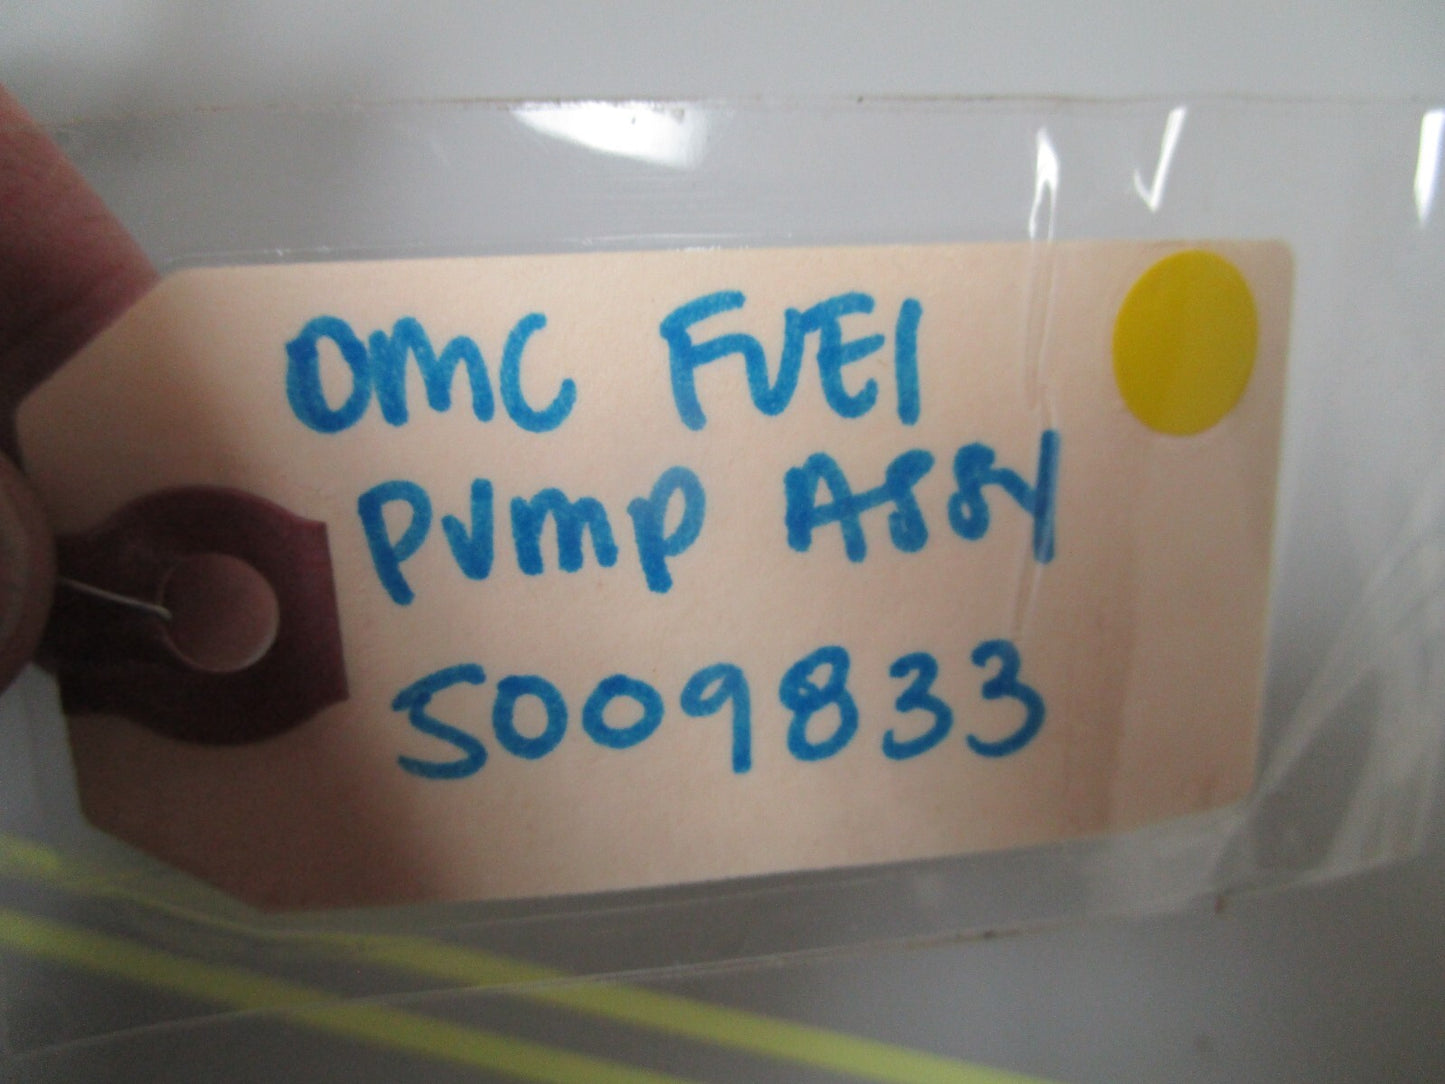 OMC FUEl
PUMP ASSY
5009833